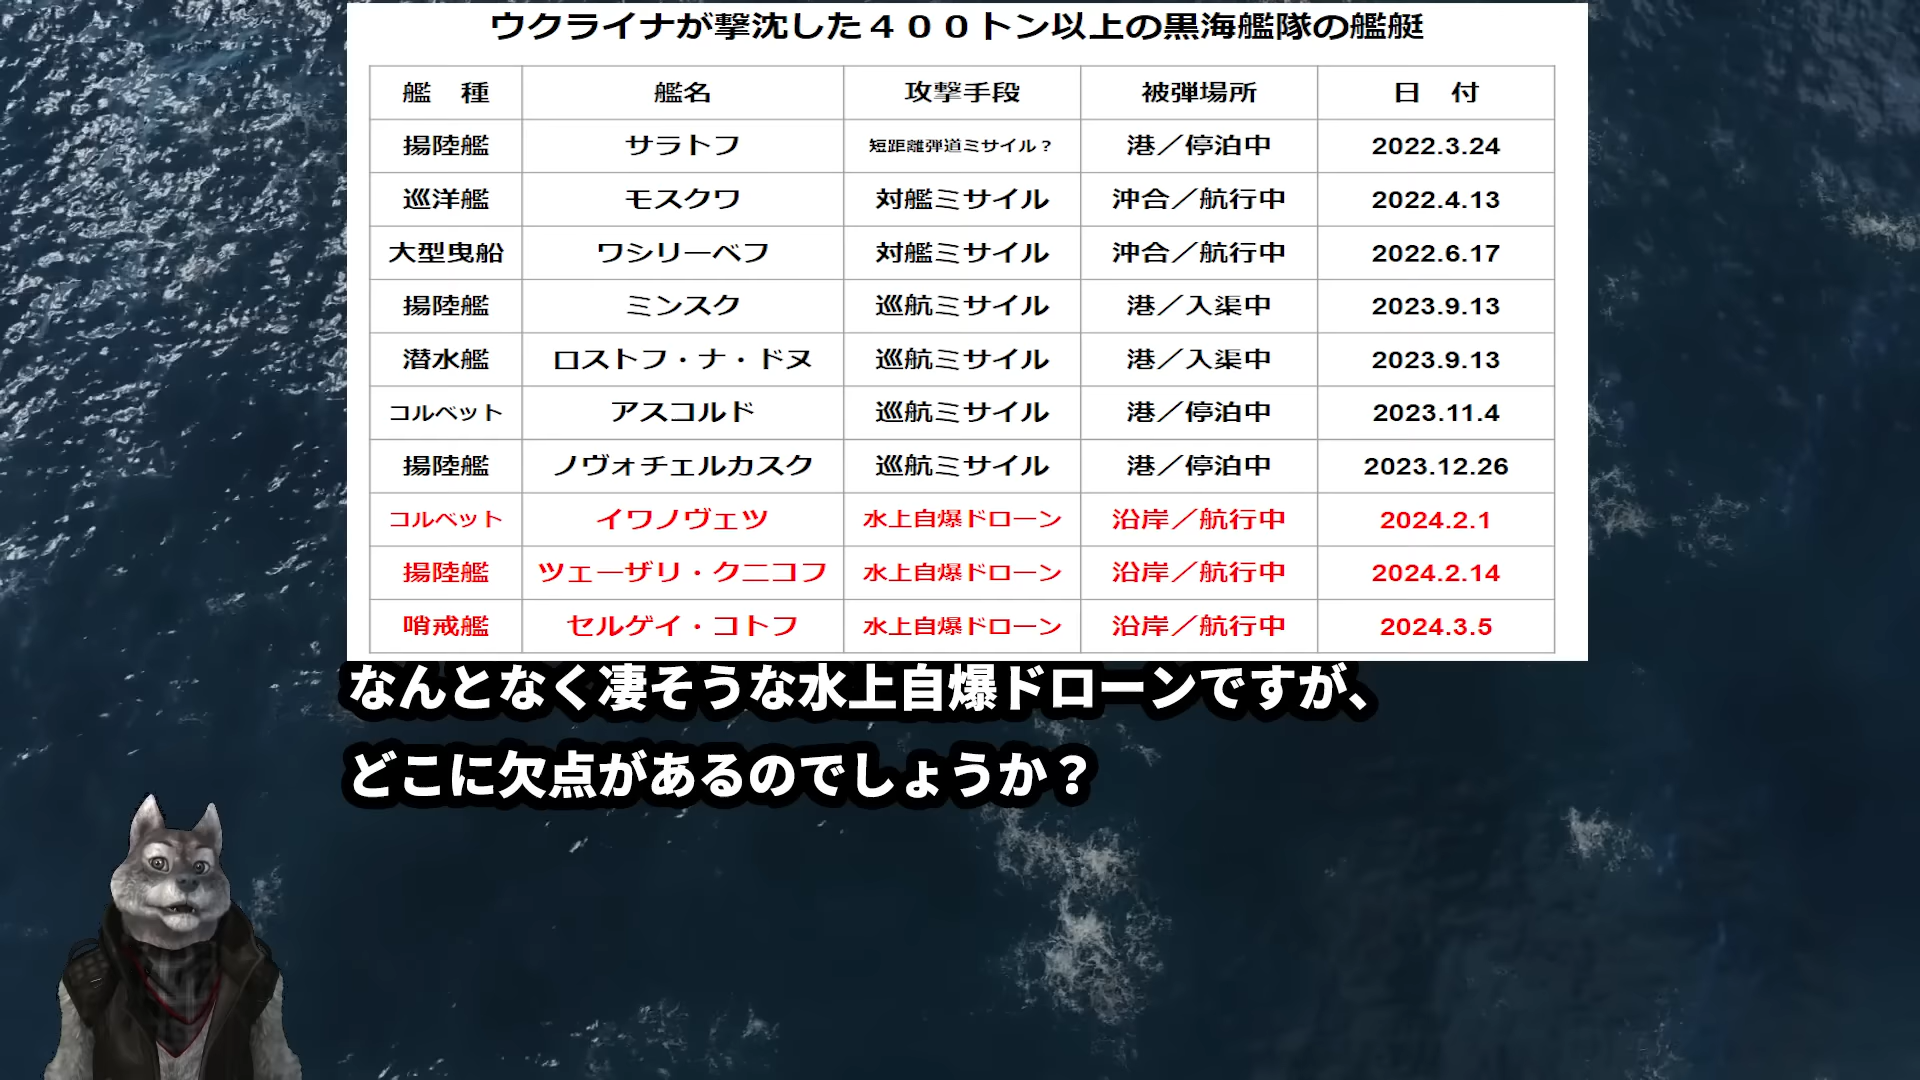 ウクライナが撃沈した４００トン以上の黒海艦隊の艦艇
艦　種 艦名 攻撃手段 被弾場所 日　付
揚陸艦 サラトフ 短距離弾道ミサイル？ 港／停泊中 2022.3.24
巡洋艦 モスクワ 対艦ミサイル 沖合／航行中 2022.4.13
大型曳船 ワシリーベフ 対艦ミサイル 沖合／航行中 2022.6.17
揚陸艦 ミンスク 巡航ミサイル 港／入渠中 2023.9.13
潜水艦 ロストフ・ナ・ドヌ 巡航ミサイル 港／入渠中 2023.9.13
コルベット アスコルド 巡航ミサイル 港／停泊中 2023.11.4
揚陸艦 ノヴォチェルカスク 巡航ミサイル 港／停泊中 2023.12.26
コルベット イワノヴェツ 水上自爆ドローン 沿岸／航行中 2024.2.1
揚陸艦 ツェーザリ・クニコフ 水上自爆ドローン 沿岸／航行中 2024.2.14
哨戒艦 セルゲイ・コトフ 水上自爆ドローン 沿岸／航行中 2024.3.5
なんとなく凄そうな水上自爆ドローンですが、
どこに欠点があるのでしょうか？